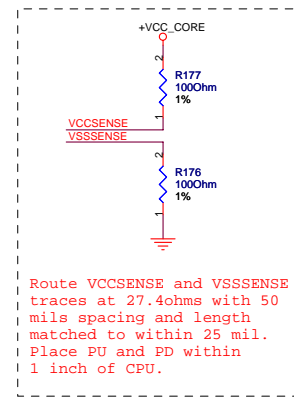 +VCC_CORE
2
R177
100Ohm
1%
1
VCCSENSE
VSSSENSE
2
R176
100Ohm
1%
1
Route VCCSENSE and VSSSENSE
traces at 27.4ohms with 50
mils spacing and length
matched to within 25 mil.
Place PU and PD within
1 inch of CPU.